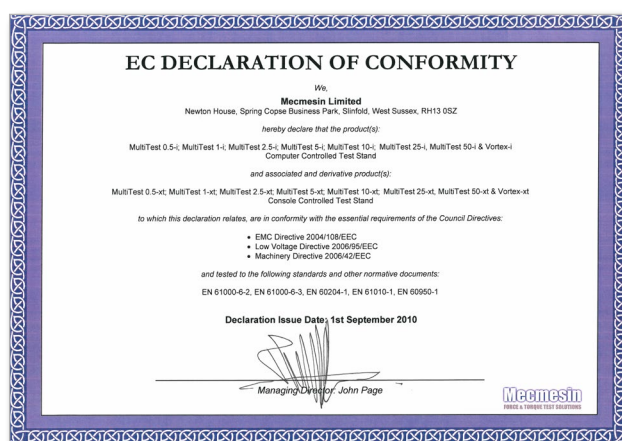 EC DECLARATION OF CONFORMITY
We,
Mecmesin Limited
Newton House, Spring Copse Business Park, Slinfold, West Sussex, RH13 0SZ
hereby declare that the product(s):
MultiTest 0.5-i; MultiTest 1-i; MultiTest 2.5-i; MultiTest 5-i; MultiTest 10-i; MultiTest 25-i, MultiTest 50-i & Vortex-i
Computer Controlled Test Stand
and associated and derivative product(s):
MultiTest 0.5-xt; MultiTest 1-xt; MultiTest 2.5-xt; MultiTest 5-xt; MultiTest 10-xt; MultiTest 25-xt, MultiTest 50-xt & Vortex-xt
Console Controlled Test Stand
to which this declaration relates, are in conformity with the essential requirements of the Council Directives:
• EMC Directive 2004/108/EEC
• Low Voltage Directive 2006/95/EEC
• Machinery Directive 2006/42/EEC
and tested to the following standards and other normative documents:
EN 61000-6-2, EN 61000-6-3, EN 60204-1, EN 61010-1, EN 60950-1
Declaration Issue Date: 1st September 2010
Managing Director: John Page
Mecmesin
FORCE & TORQUE TEST SOLUTIONS